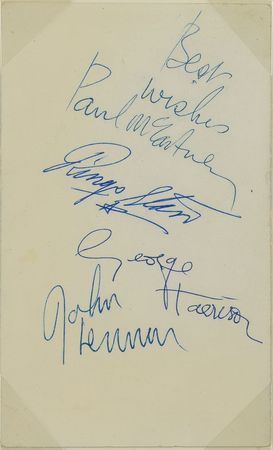 Best
wishes
Paul McCartney
Ringo Starr
George
Harrison
John
Lennon